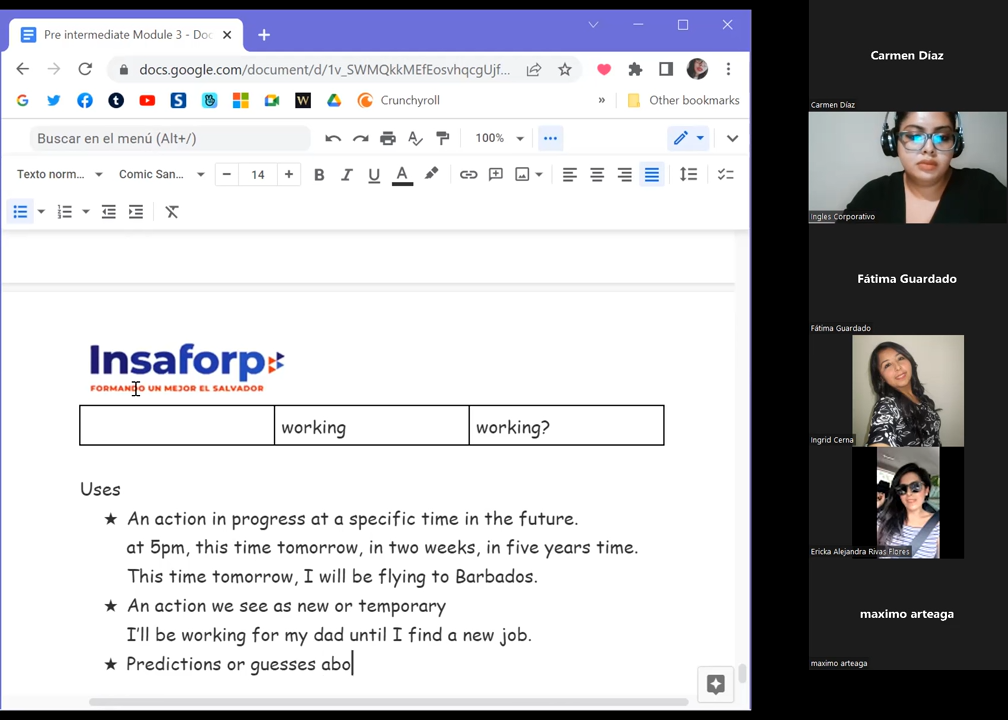 Pre intermediate Module 3 - Doc
docs.google.com/document/d/1v_SWMQkkMEfEosvhqcgUjf...
Crunchyroll
»
Other bookmarks
Buscar en el menú (Alt+/)
100%
Texto norm...
Comic San...
14
Insaforp
FORMANDO UN MEJOR EL SALVADOR
working
working?
Uses
★ An action in progress at a specific time in the future.
at 5pm, this time tomorrow, in two weeks, in five years time.
This time tomorrow, I will be flying to Barbados.
★ An action we see as new or temporary
I'll be working for my dad until I find a new job.
★ Predictions or guesses abo
Carmen Díaz
Carmen Díaz
Ingles Corporativo
Fátima Guardado
Fátima Guardado
Ingrid Cerna
Ericka Alejandra Rivas Flores
maximo arteaga
maximo arteaga